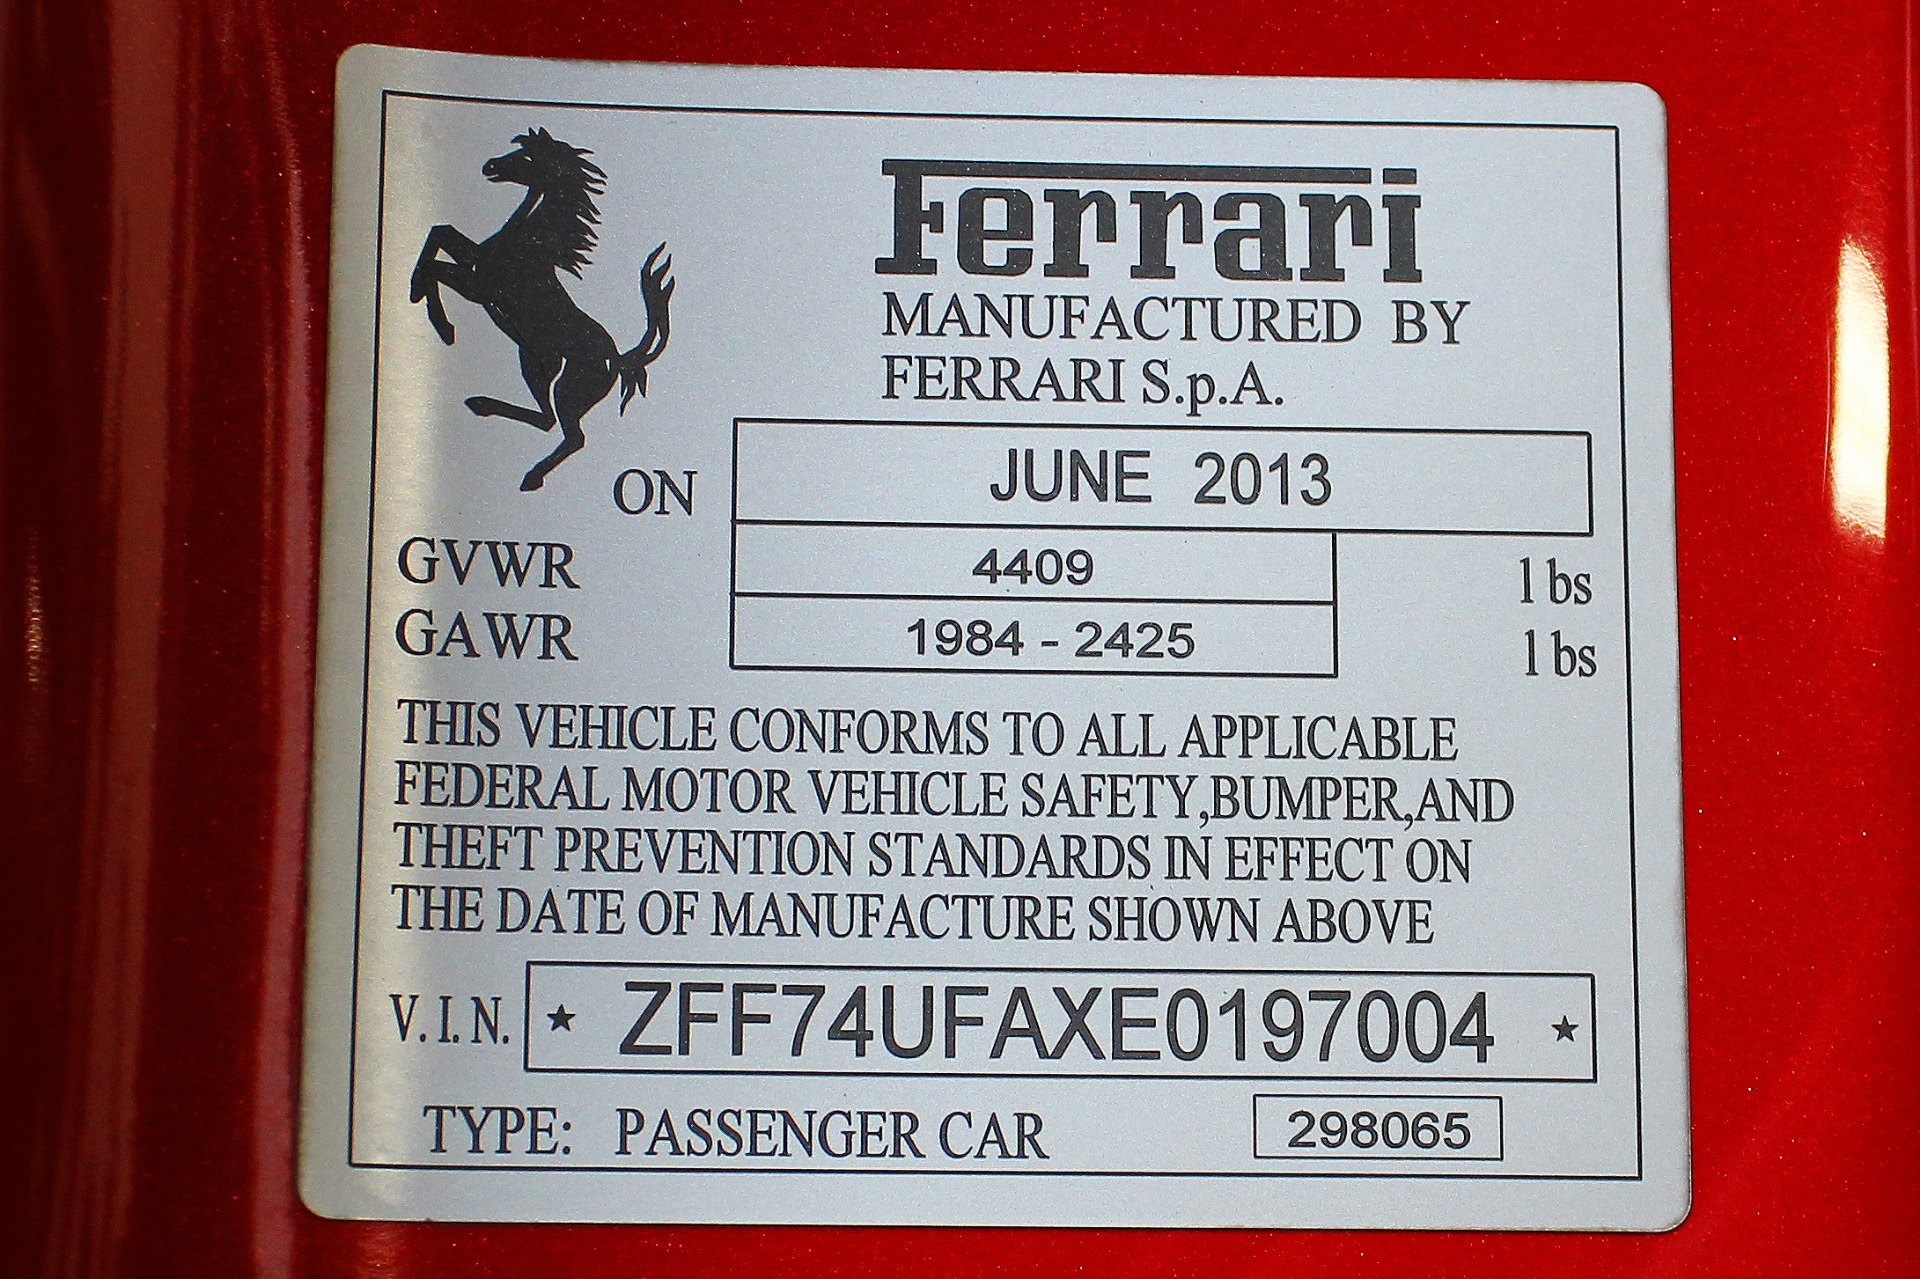 Ferrari
MANUFACTURED BY
FERRARI S.p.A.
ON JUNE 2013
GVWR 4409 lbs
GAWR 1984 - 2425 lbs
THIS VEHICLE CONFORMS TO ALL APPLICABLE
FEDERAL MOTOR VEHICLE SAFETY,BUMPER,AND
THEFT PREVENTION STANDARDS IN EFFECT ON
THE DATE OF MANUFACTURE SHOWN ABOVE
V.I.N. ★ ZFF74UFAXE0197004 ★
TYPE: PASSENGER CAR 298065